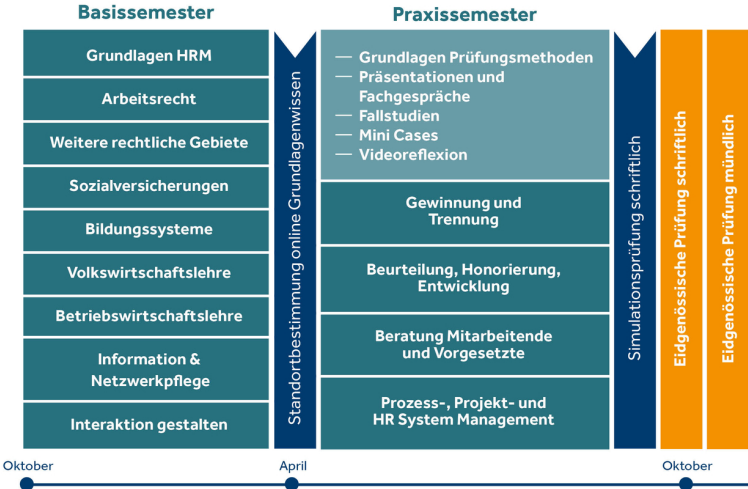 Basissemester
Grundlagen HRM
Arbeitsrecht
Weitere rechtliche Gebiete
Sozialversicherungen
Bildungssysteme
Volkswirtschaftslehre
Betriebswirtschaftslehre
Information &
Netzwerkpflege
Interaktion gestalten
Standortbestimmung online Grundlagenwissen
Praxissemester
— Grundlagen Prüfungsmethoden
— Präsentationen und
Fachgespräche
— Fallstudien
— Mini Cases
— Videoreflexion
Gewinnung und
Trennung
Beurteilung, Honorierung,
Entwicklung
Beratung Mitarbeitende
und Vorgesetzte
Prozess-, Projekt- und
HR System Management
Simulationsprüfung schriftlich
Eidgenössische Prüfung schriftlich
Eidgenössische Prüfung mündlich
Oktober
April
Oktober